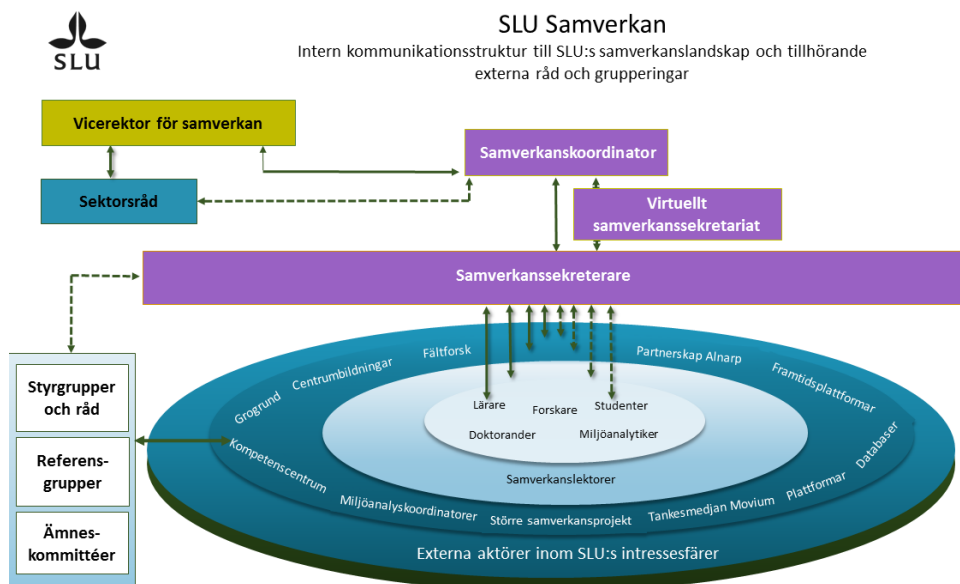 SLU
SLU Samverkan
Intern kommunikationsstruktur till SLU:s samverkanslandskap och tillhörande
externa råd och grupperingar
Vicerektor för samverkan
Samverkanskoordinator
Sektorsråd
Virtuellt
samverkanssekretariat
Samverkanssekreterare
Styrgrupper
och råd
Referens-
grupper
Ämnes-
kommittéer
Grogrund
Centrumbildningar
Fältforsk
Partnerskap Alnarp
Framtidsplattformar
Databaser
Kompetenscentrum
Miljöanalyskoordinatorer
Större samverkansprojekt
Tankesmedjan Movium
Plattformar
Lärare
Forskare
Studenter
Doktorander
Miljöanalytiker
Samverkanslektorer
Externa aktörer inom SLU:s intressesfärer